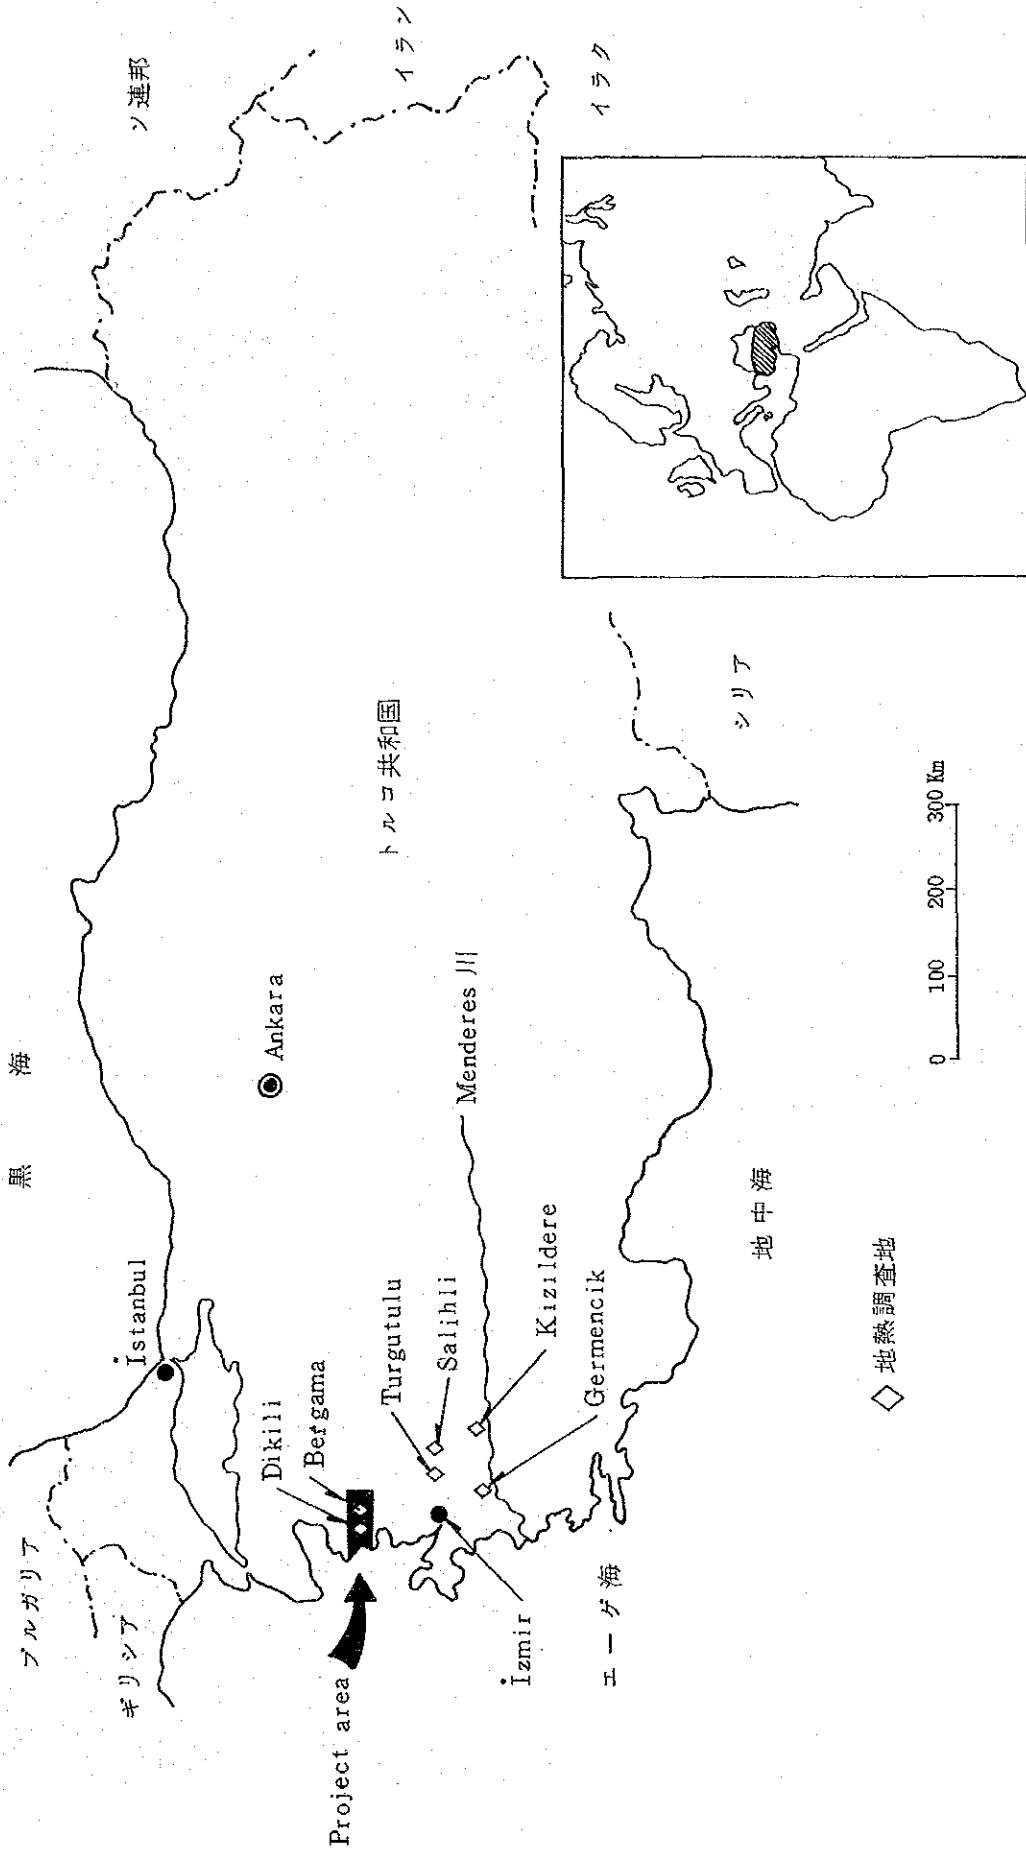 黒海
ブルガリア
ギリシア
ソ連邦
イラン
イラク
シリア
İstanbul
Ankara
トルコ共和国
Dikili
Bergama
Project area
Turgutulu
Salihli
Menderes 川
Kızıldere
Germencik
İzmir
エーゲ海
地中海
◇ 地熱調査地
0 100 200 300 Km